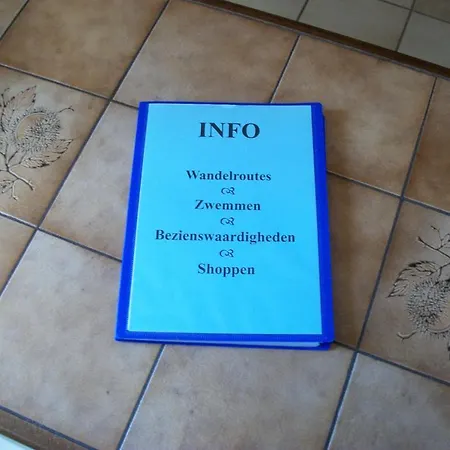 INFO
Wandelroutes
Zwemmen
Bezienswaardigheden
Shoppen